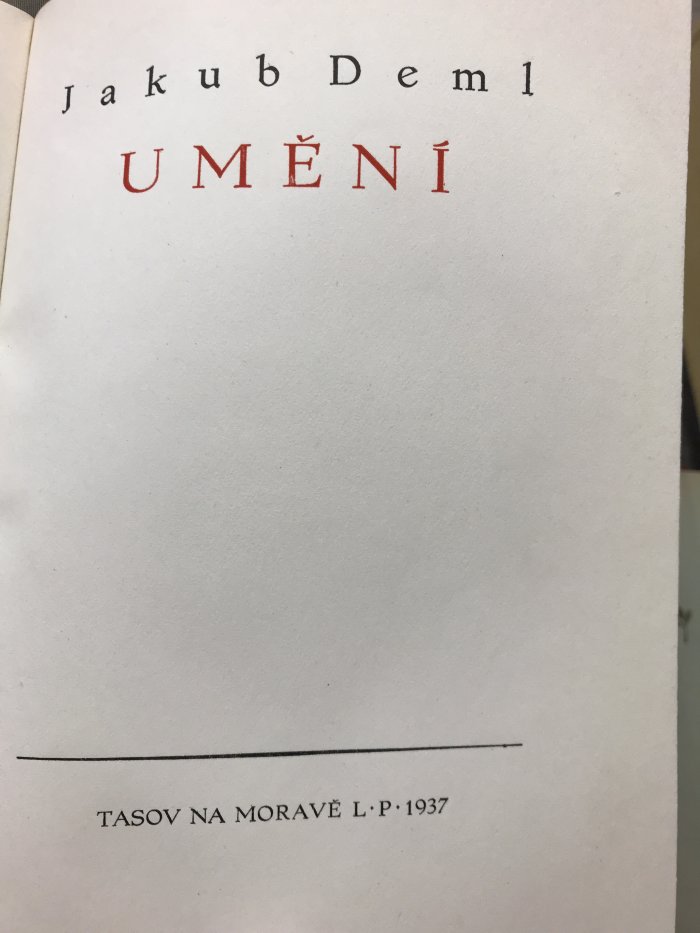 Jakub Deml
UMĚNÍ
TASOV NA MORAVĚ L·P·1937